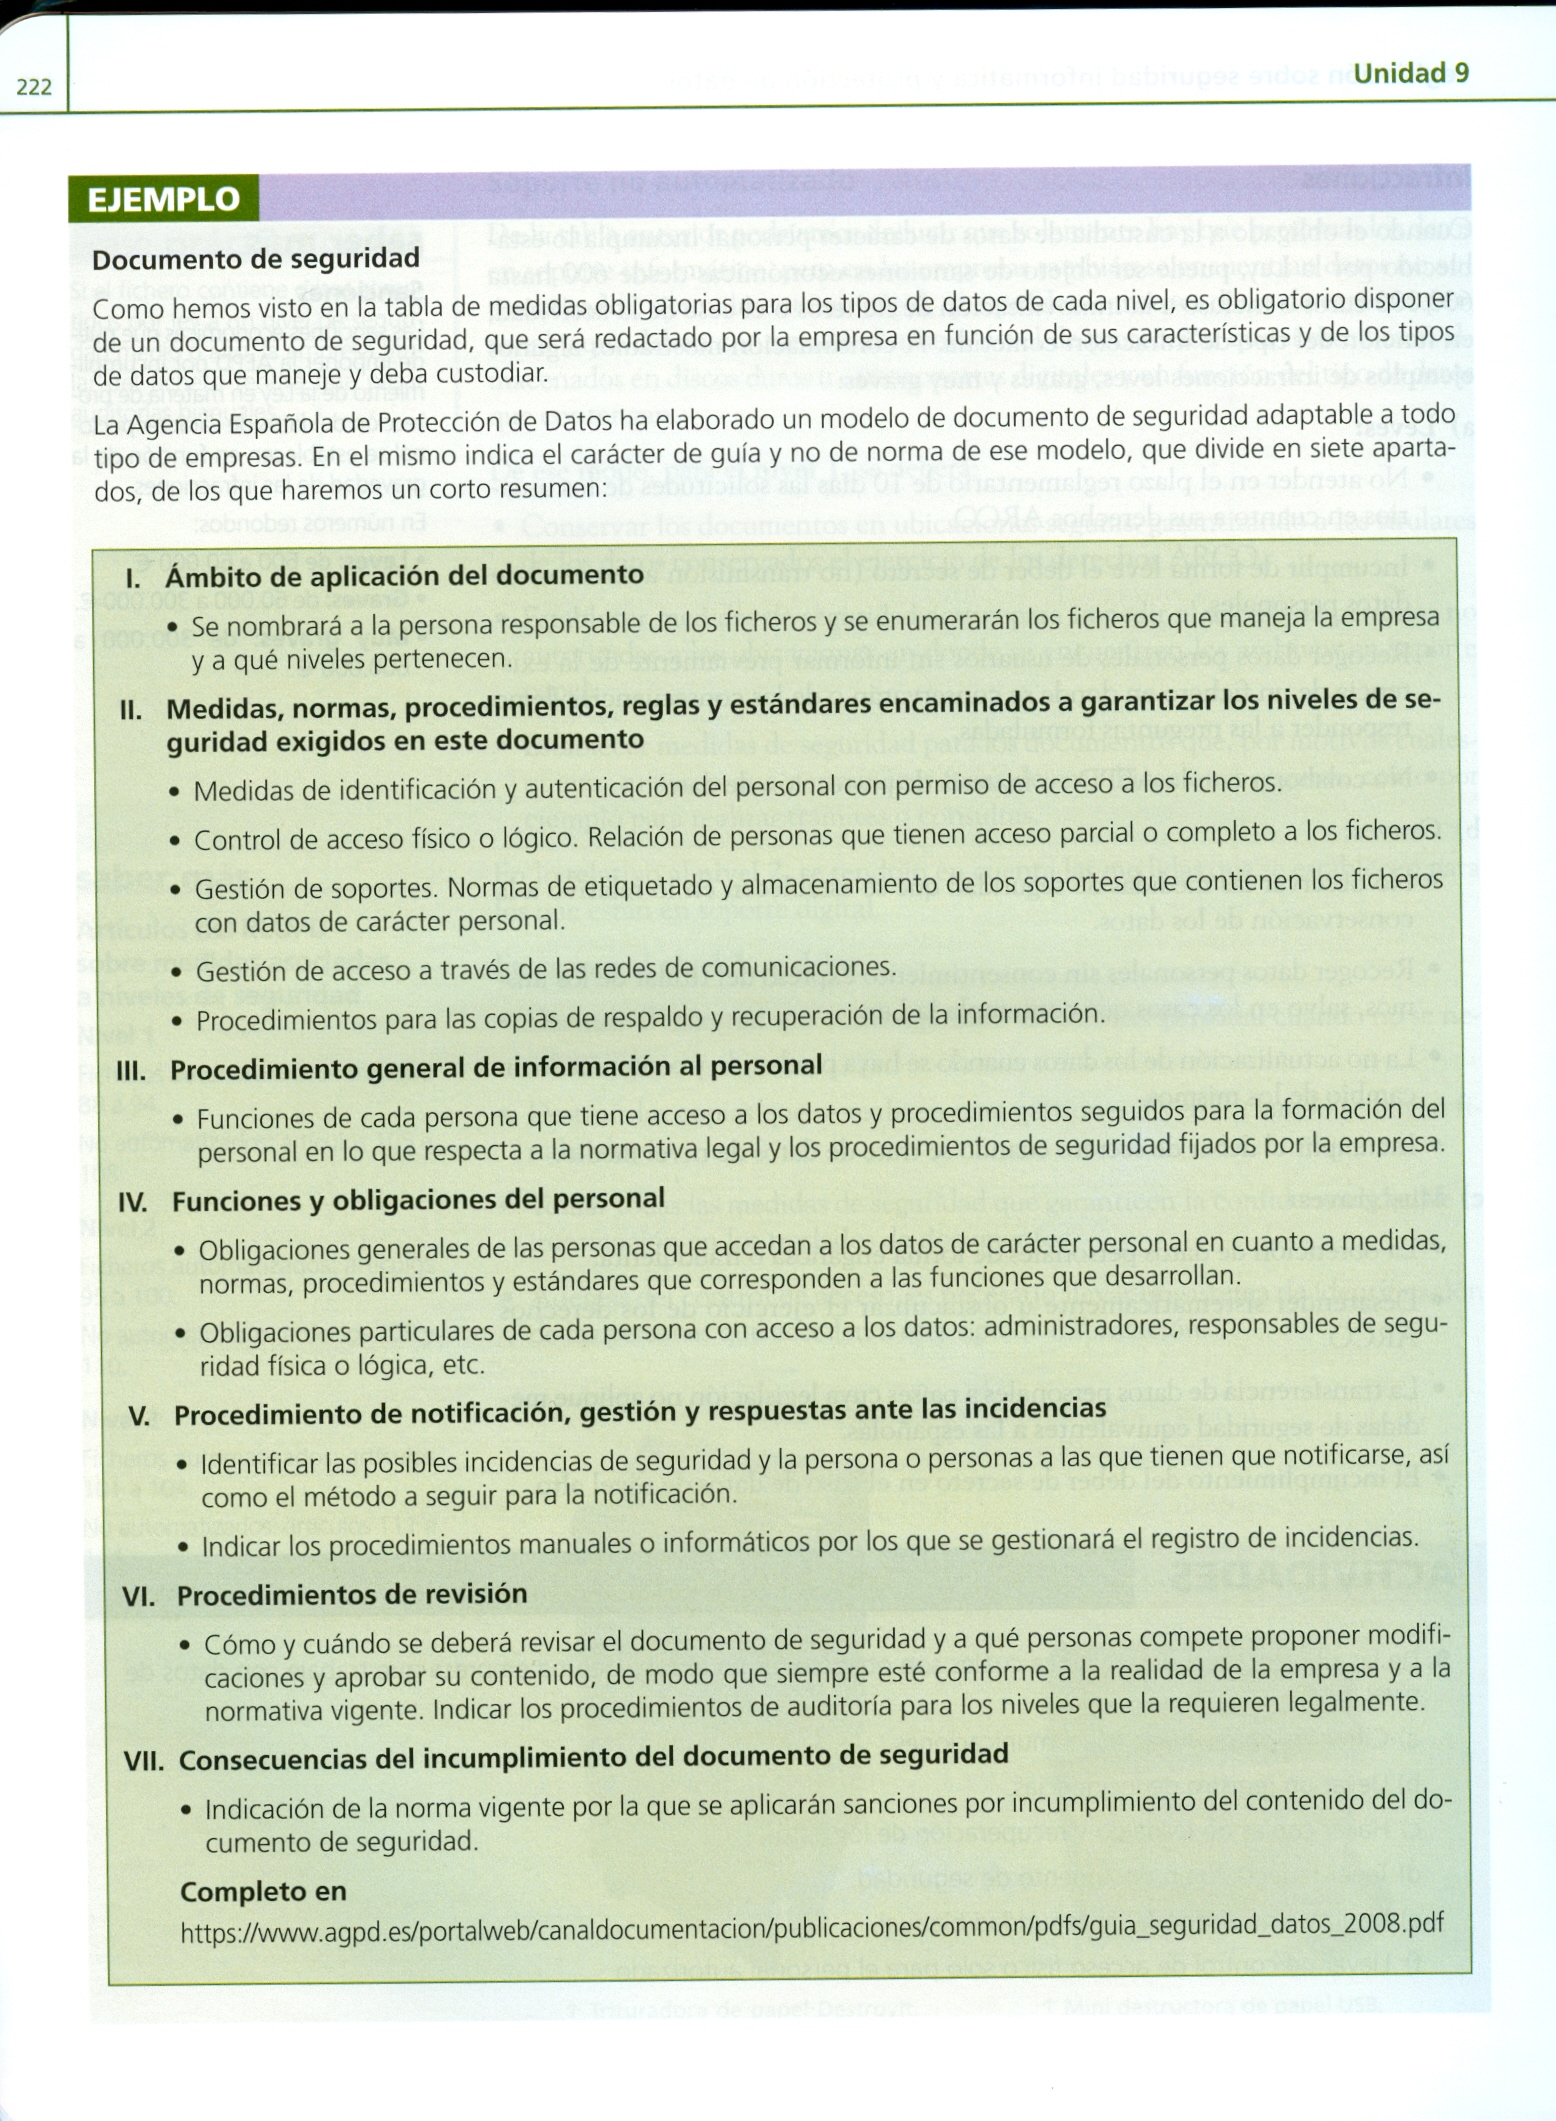 222
Unidad 9
EJEMPLO
Documento de seguridad
Como hemos visto en la tabla de medidas obligatorias para los tipos de datos de cada nivel, es obligatorio disponer
de un documento de seguridad, que será redactado por la empresa en función de sus características y de los tipos
de datos que maneje y deba custodiar.
La Agencia Española de Protección de Datos ha elaborado un modelo de documento de seguridad adaptable a todo
tipo de empresas. En el mismo indica el carácter de guía y no de norma de ese modelo, que divide en siete aparta-
dos, de los que haremos un corto resumen:
I. Ámbito de aplicación del documento
• Se nombrará a la persona responsable de los ficheros y se enumerarán los ficheros que maneja la empresa
y a qué niveles pertenecen.
II. Medidas, normas, procedimientos, reglas y estándares encaminados a garantizar los niveles de se-
guridad exigidos en este documento
• Medidas de identificación y autenticación del personal con permiso de acceso a los ficheros.
• Control de acceso físico o lógico. Relación de personas que tienen acceso parcial o completo a los ficheros.
• Gestión de soportes. Normas de etiquetado y almacenamiento de los soportes que contienen los ficheros
con datos de carácter personal.
• Gestión de acceso a través de las redes de comunicaciones.
• Procedimientos para las copias de respaldo y recuperación de la información.
III. Procedimiento general de información al personal
• Funciones de cada persona que tiene acceso a los datos y procedimientos seguidos para la formación del
personal en lo que respecta a la normativa legal y los procedimientos de seguridad fijados por la empresa.
IV. Funciones y obligaciones del personal
• Obligaciones generales de las personas que accedan a los datos de carácter personal en cuanto a medidas,
normas, procedimientos y estándares que corresponden a las funciones que desarrollan.
• Obligaciones particulares de cada persona con acceso a los datos: administradores, responsables de segu-
ridad física o lógica, etc.
V. Procedimiento de notificación, gestión y respuestas ante las incidencias
• Identificar las posibles incidencias de seguridad y la persona o personas a las que tienen que notificarse, así
como el método a seguir para la notificación.
• Indicar los procedimientos manuales o informáticos por los que se gestionará el registro de incidencias.
VI. Procedimientos de revisión
• Cómo y cuándo se deberá revisar el documento de seguridad y a qué personas compete proponer modifi-
caciones y aprobar su contenido, de modo que siempre esté conforme a la realidad de la empresa y a la
normativa vigente. Indicar los procedimientos de auditoría para los niveles que la requieren legalmente.
VII. Consecuencias del incumplimiento del documento de seguridad
• Indicación de la norma vigente por la que se aplicarán sanciones por incumplimiento del contenido del do-
cumento de seguridad.
Completo en
https://www.agpd.es/portalweb/canaldocumentacion/publicaciones/common/pdfs/guia_seguridad_datos_2008.pdf